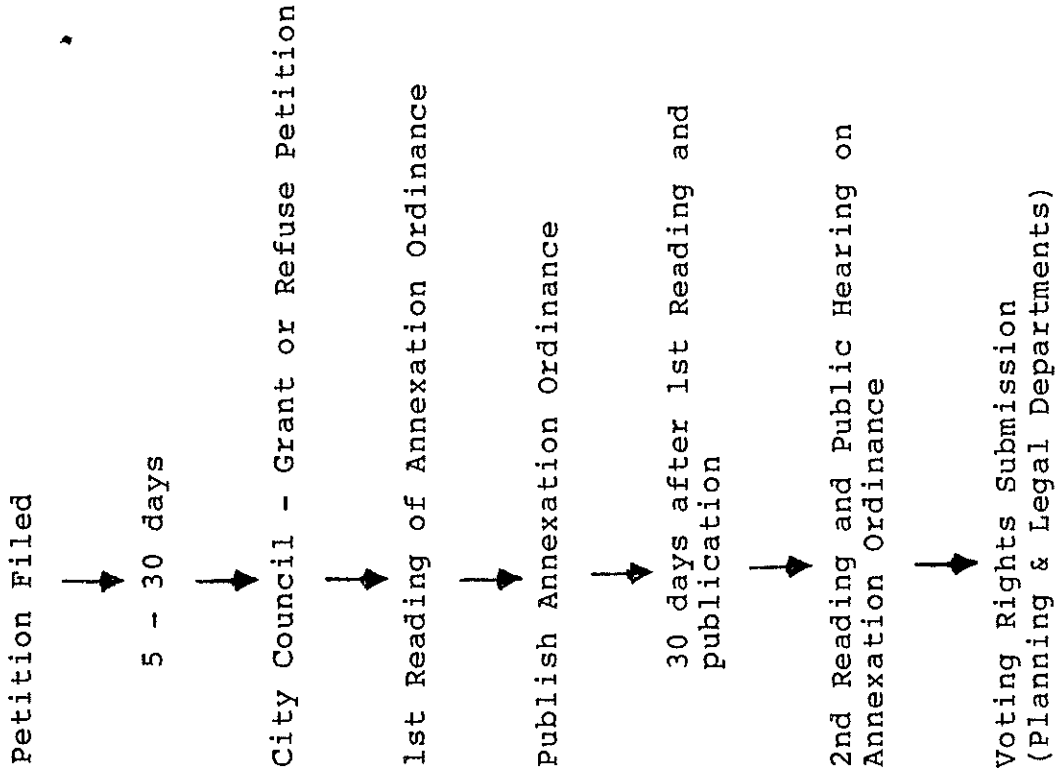 Petition Filed
5 - 30 days
City Council - Grant or Refuse Petition
1st Reading of Annexation Ordinance
Publish Annexation Ordinance
30 days after 1st Reading and
publication
2nd Reading and Public Hearing on
Annexation Ordinance
Voting Rights Submission
(Planning & Legal Departments)